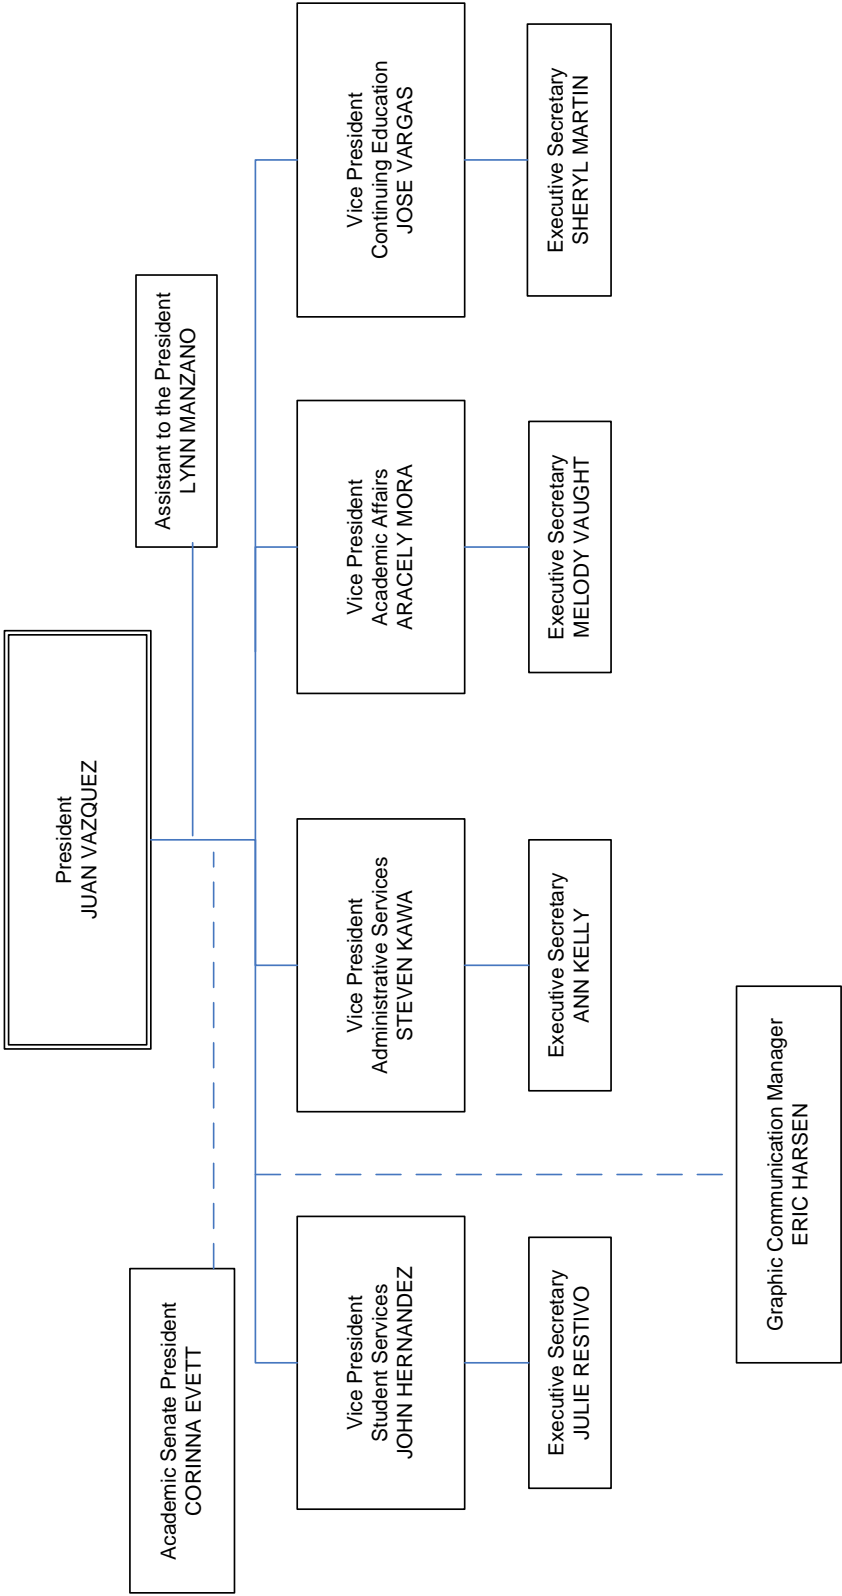 President
JUAN VAZQUEZ
Academic Senate President
CORINNA EVETT
Assistant to the President
LYNN MANZANO
Vice President
Student Services
JOHN HERNANDEZ
Vice President
Administrative Services
STEVEN KAWA
Vice President
Academic Affairs
ARACELY MORA
Vice President
Continuing Education
JOSE VARGAS
Executive Secretary
JULIE RESTIVO
Executive Secretary
ANN KELLY
Executive Secretary
MELODY VAUGHT
Executive Secretary
SHERYL MARTIN
Graphic Communication Manager
ERIC HARSEN